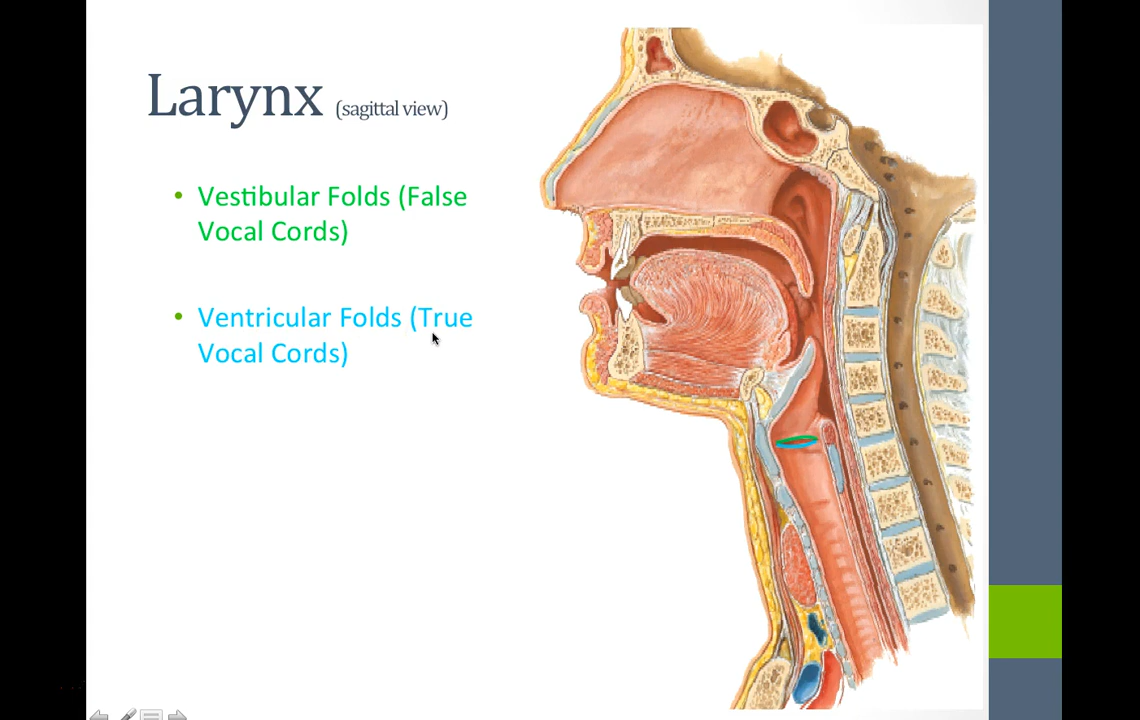 Larynx (sagittal view)
• Vestibular Folds (False
Vocal Cords)
• Ventricular Folds (True
Vocal Cords)